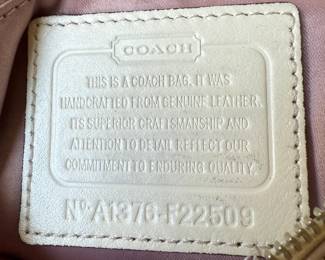 COACH
THIS IS A COACH BAG. IT WAS
HANDCRAFTED FROM GENUINE LEATHER.
ITS SUPERIOR CRAFTSMANSHIP AND
ATTENTION TO DETAIL REFLECT OUR
COMMITMENT TO ENDURING QUALITY.
Nº A1376-F22509